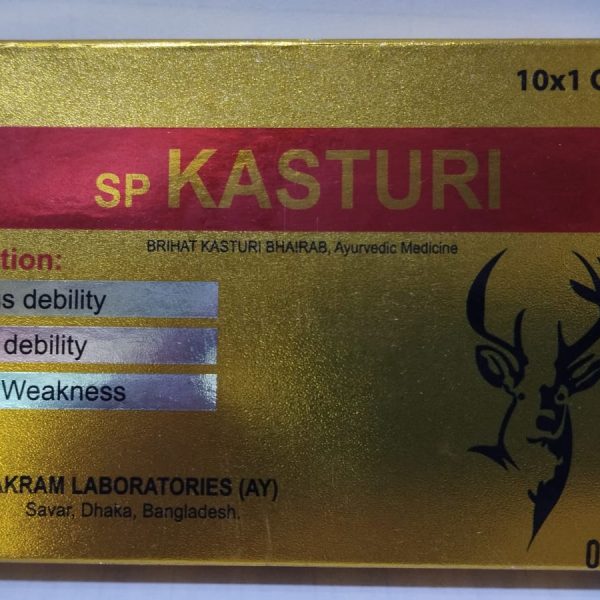 10x1
SP KASTURI
BRIHAT KASTURI BHAIRAB, Ayurvedic Medicine
tion:
s debility
debility
Weakness
AKRAM LABORATORIES (AY)
Savar, Dhaka, Bangladesh.